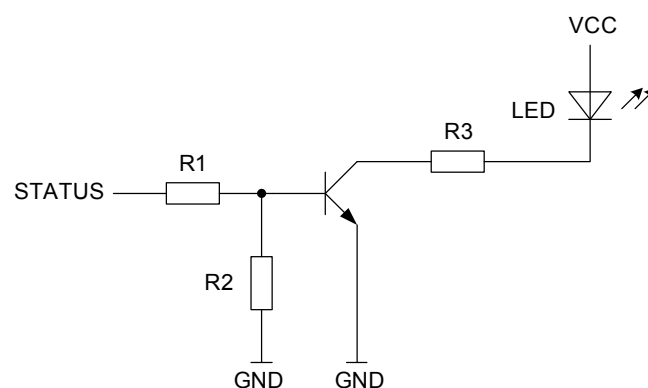 VCC
LED
R3
R1
STATUS
R2
GND
GND